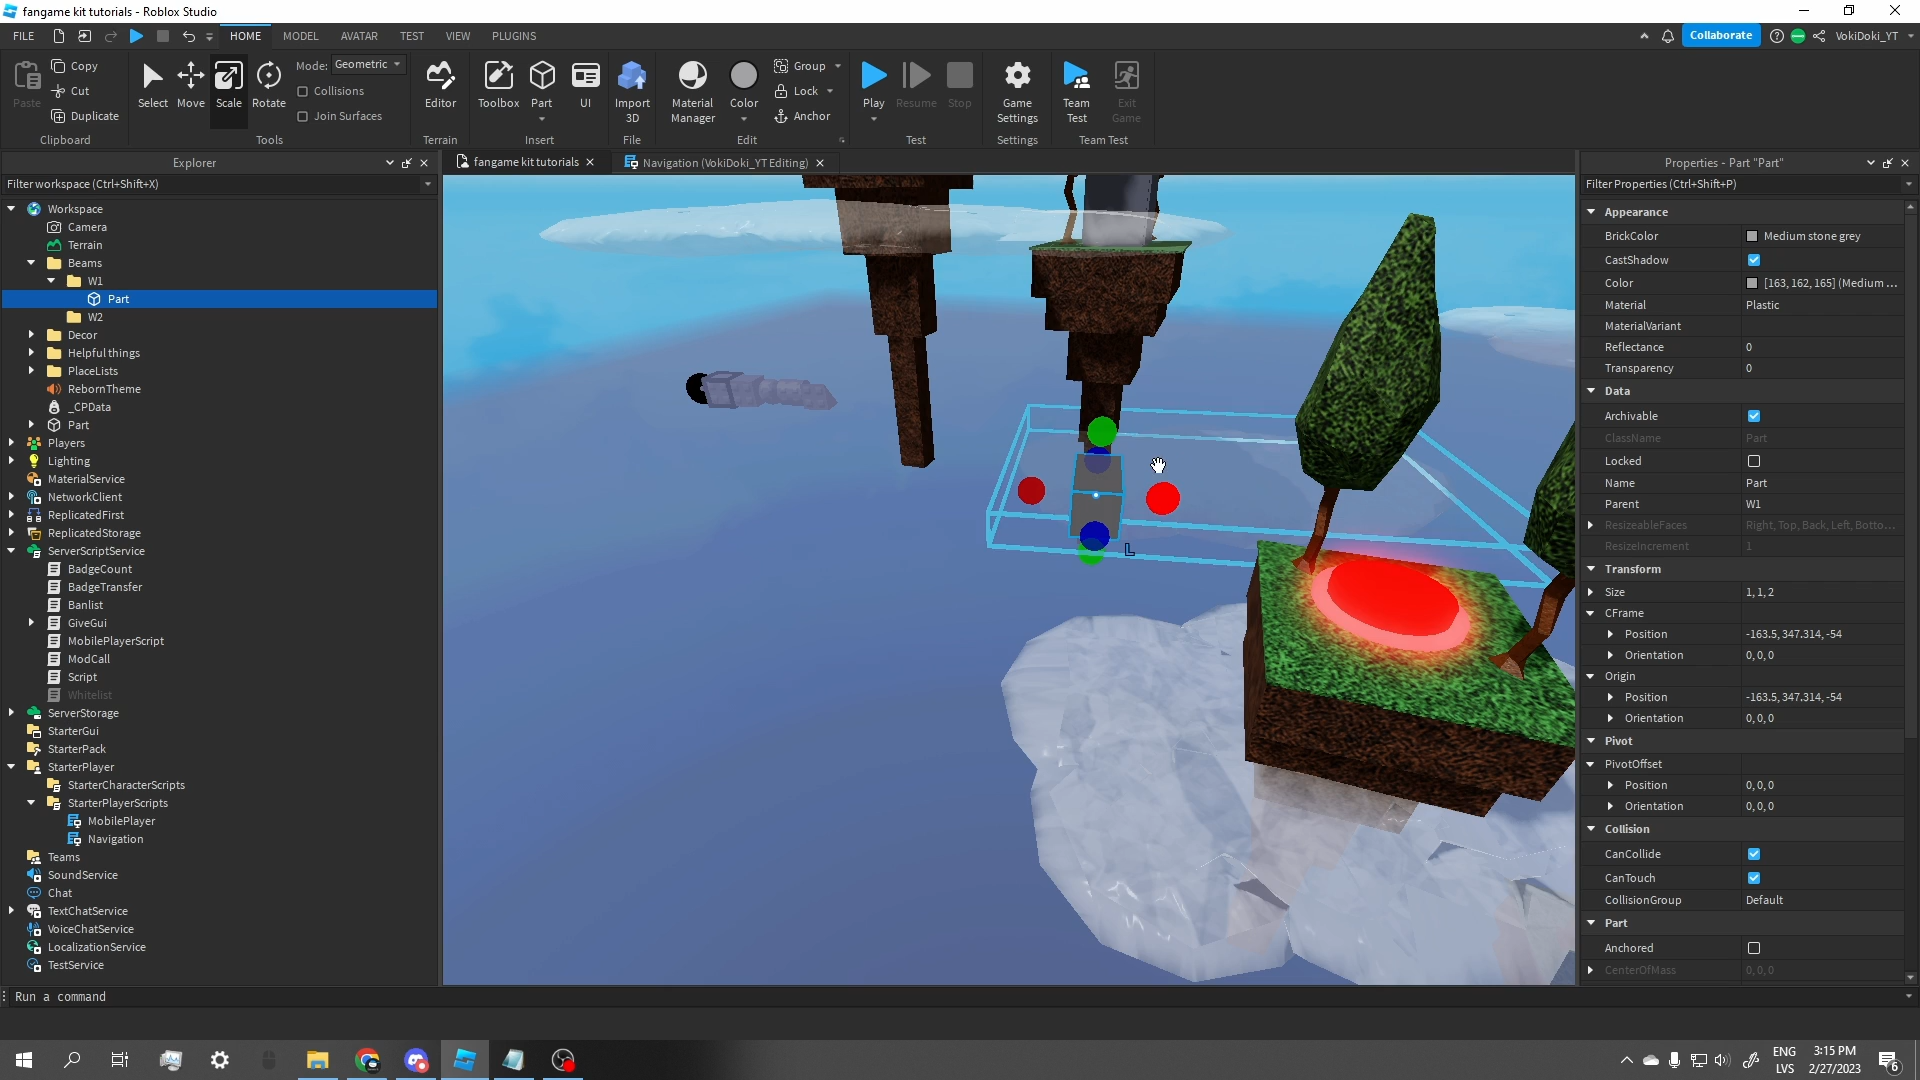 fangame kit tutorials - Roblox Studio
FILE HOME MODEL AVATAR TEST VIEW PLUGINS Collaborate VokiDoki_YT
Paste Copy Cut Duplicate Clipboard
Select Move Scale Rotate Mode: Geometric Collisions Join Surfaces Tools
Editor Terrain
Toolbox Part UI Insert
Import 3D File
Material Manager Color Group Lock Anchor Edit
Play Resume Stop Test
Game Settings Settings
Team Test Exit Game Team Test
Explorer
fangame kit tutorials
Navigation (VokiDoki_YT Editing)
Properties - Part "Part"
Filter workspace (Ctrl+Shift+X)
Workspace
Camera
Terrain
Beams
W1
Part
W2
Decor
Helpful things
PlaceLists
RebornTheme
_CPData
Part
Players
Lighting
MaterialService
NetworkClient
ReplicatedFirst
ReplicatedStorage
ServerScriptService
BadgeCount
BadgeTransfer
Banlist
GiveGui
MobilePlayerScript
ModCall
Script
Whitelist
ServerStorage
StarterGui
StarterPack
StarterPlayer
StarterCharacterScripts
StarterPlayerScripts
MobilePlayer
Navigation
Teams
SoundService
Chat
TextChatService
VoiceChatService
LocalizationService
TestService
L
Filter Properties (Ctrl+Shift+P)
Appearance
BrickColor Medium stone grey
CastShadow
Color [163, 162, 165] (Medium ...
Material Plastic
MaterialVariant
Reflectance 0
Transparency 0
Data
Archivable
ClassName Part
Locked
Name Part
Parent W1
ResizeableFaces Right, Top, Back, Left, Botto...
ResizeIncrement 1
Transform
Size 1, 1, 2
CFrame
Position -163.5, 347.314, -54
Orientation 0, 0, 0
Origin
Position -163.5, 347.314, -54
Orientation 0, 0, 0
Pivot
PivotOffset
Position 0, 0, 0
Orientation 0, 0, 0
Collision
CanCollide
CanTouch
CollisionGroup Default
Part
Anchored
CenterOfMass 0, 0, 0
Run a command
ENG
LVS
3:15 PM
2/27/2023
6